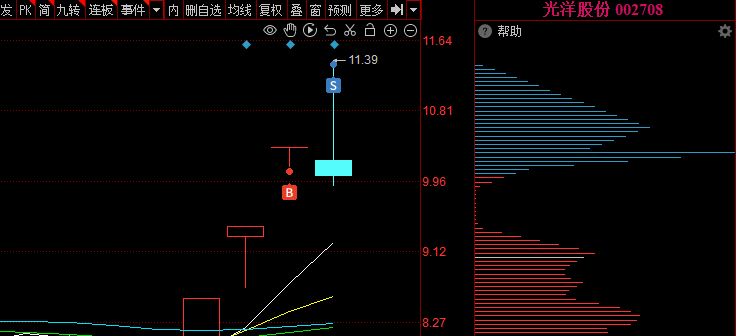 发 PK 简 九转 连板 事件 内 删自选 均线 复权 叠 窗 预测 更多
光洋股份 002708
? 帮助
11.64
11.39
S
10.81
9.96
B
9.12
8.27